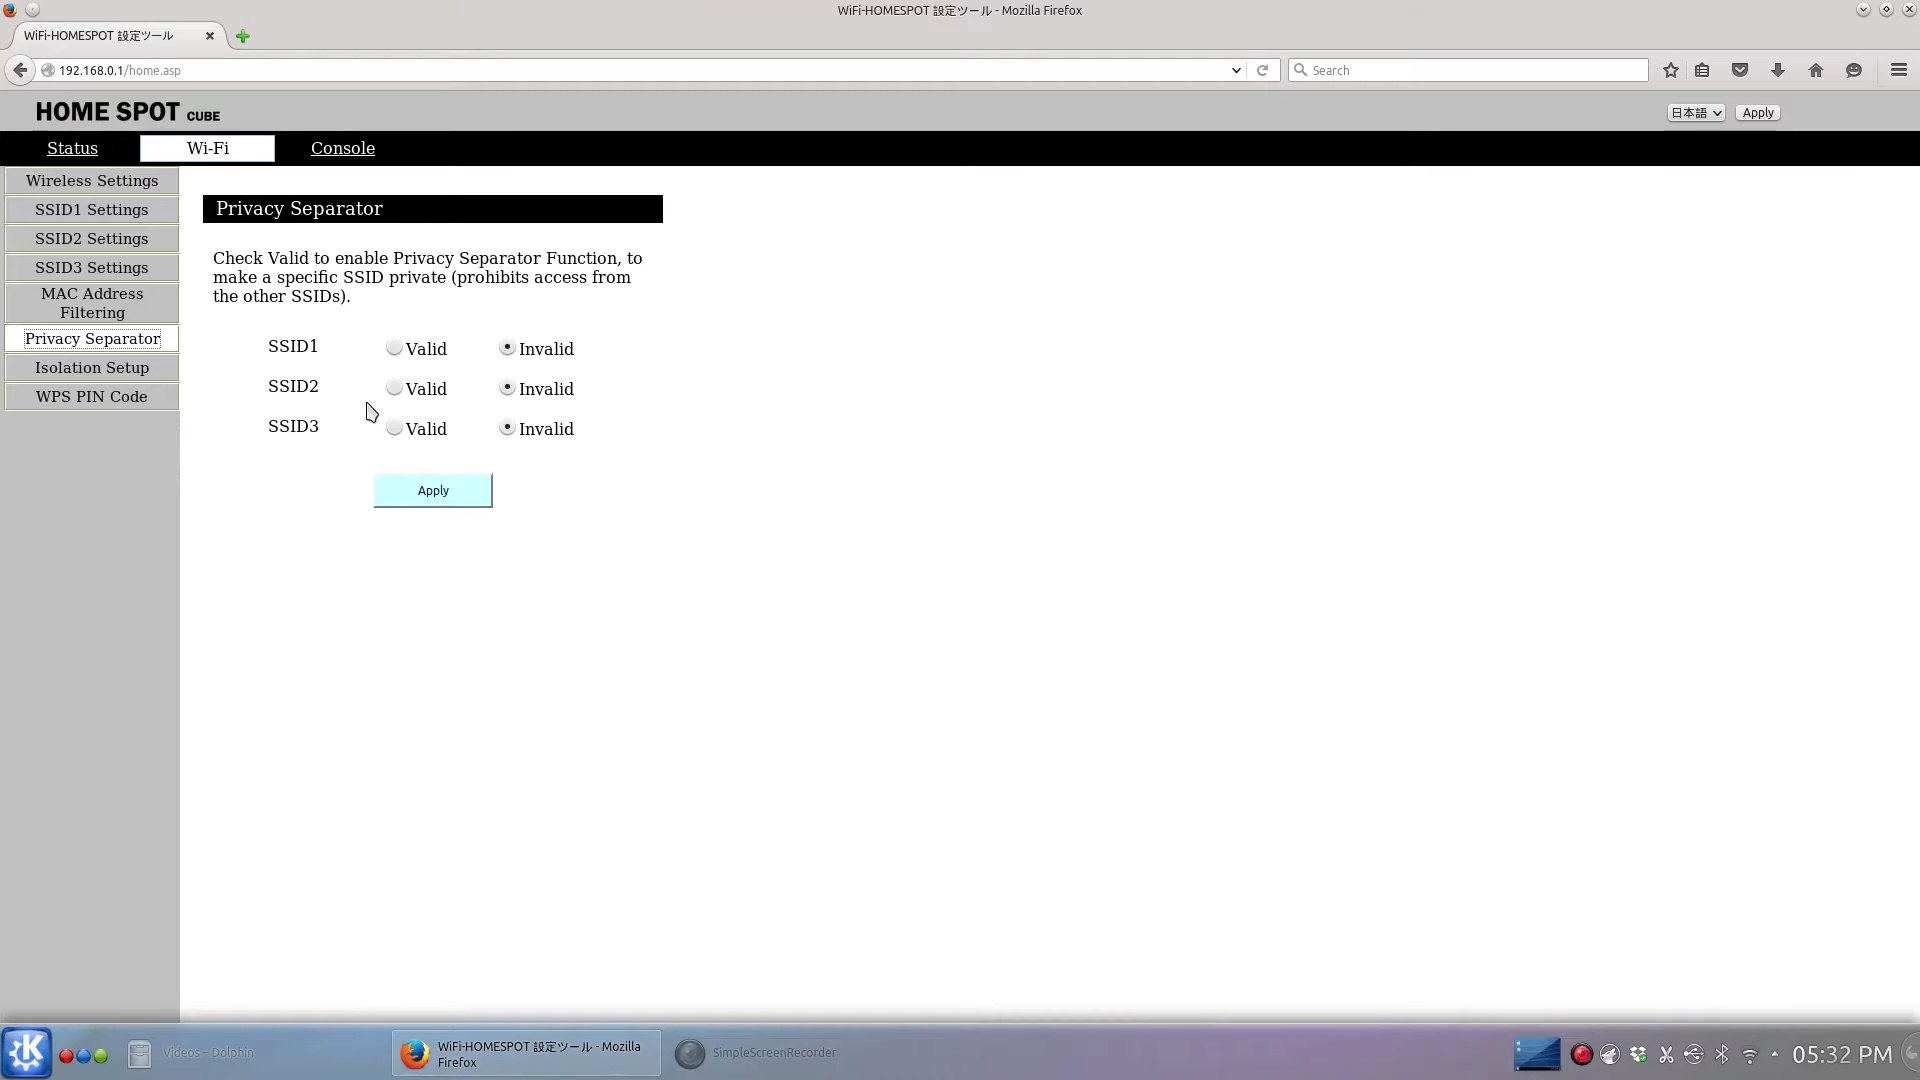 WiFi-HOMESPOT 設定ツール - Mozilla Firefox
WiFi-HOMESPOT 設定ツール
192.168.0.1/home.asp
Search
HOME SPOT CUBE
日本語
Apply
Status
Wi-Fi
Console
Wireless Settings
SSID1 Settings
SSID2 Settings
SSID3 Settings
MAC Address
Filtering
Privacy Separator
Isolation Setup
WPS PIN Code
Privacy Separator
Check Valid to enable Privacy Separator Function, to
make a specific SSID private (prohibits access from
the other SSIDs).
SSID1 Valid Invalid
SSID2 Valid Invalid
SSID3 Valid Invalid
Apply
Videos – Dolphin
WiFi-HOMESPOT 設定ツール - Mozilla
Firefox
SimpleScreenRecorder
05:32 PM